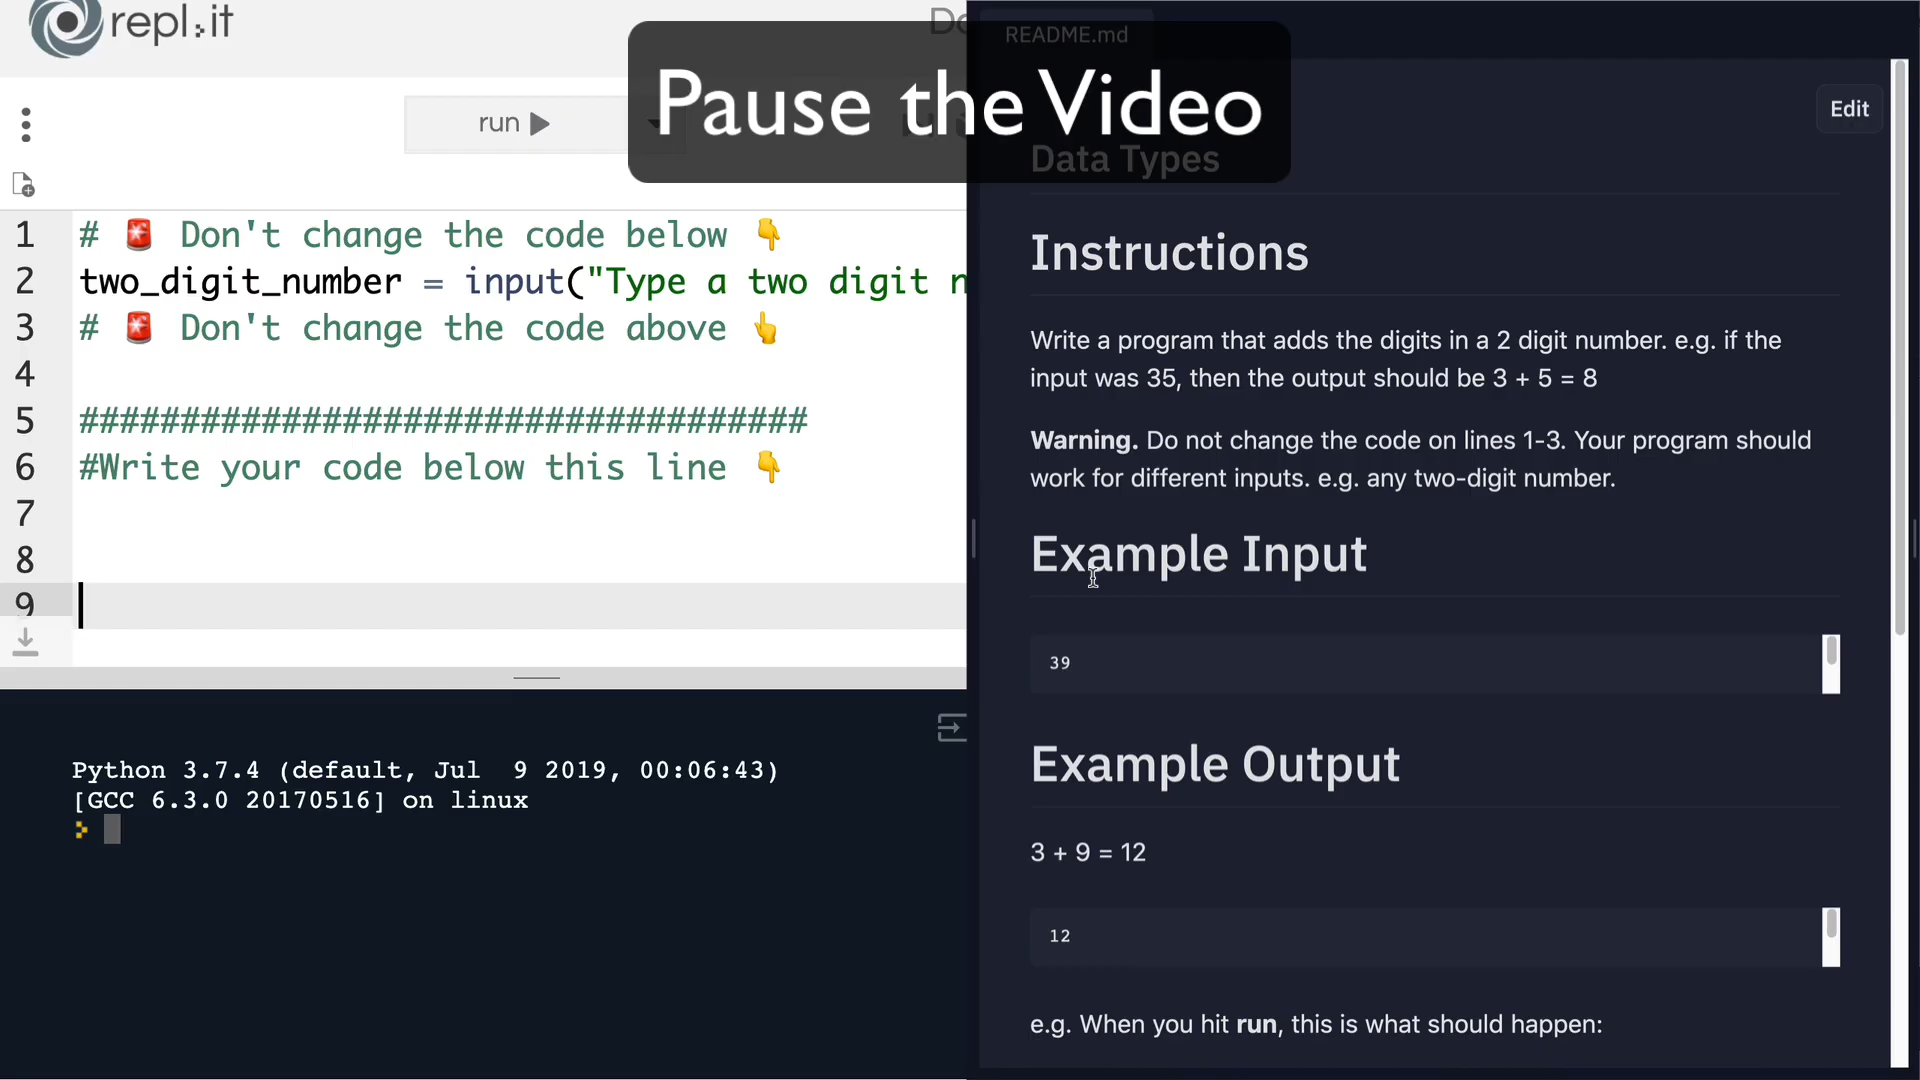 repl.it
Do
README.md
Pause the Video
run
Edit
Data Types
1 # 🚨 Don't change the code below 👇
2 two_digit_number = input("Type a two digit n
3 # 🚨 Don't change the code above 👆
4
5 ####################################
6 #Write your code below this line 👇
7
8
9
Instructions
Write a program that adds the digits in a 2 digit number. e.g. if the
input was 35, then the output should be 3 + 5 = 8
Warning. Do not change the code on lines 1-3. Your program should
work for different inputs. e.g. any two-digit number.
Example Input
39
Example Output
3 + 9 = 12
12
e.g. When you hit run, this is what should happen:
Python 3.7.4 (default, Jul  9 2019, 00:06:43)
[GCC 6.3.0 20170516] on linux